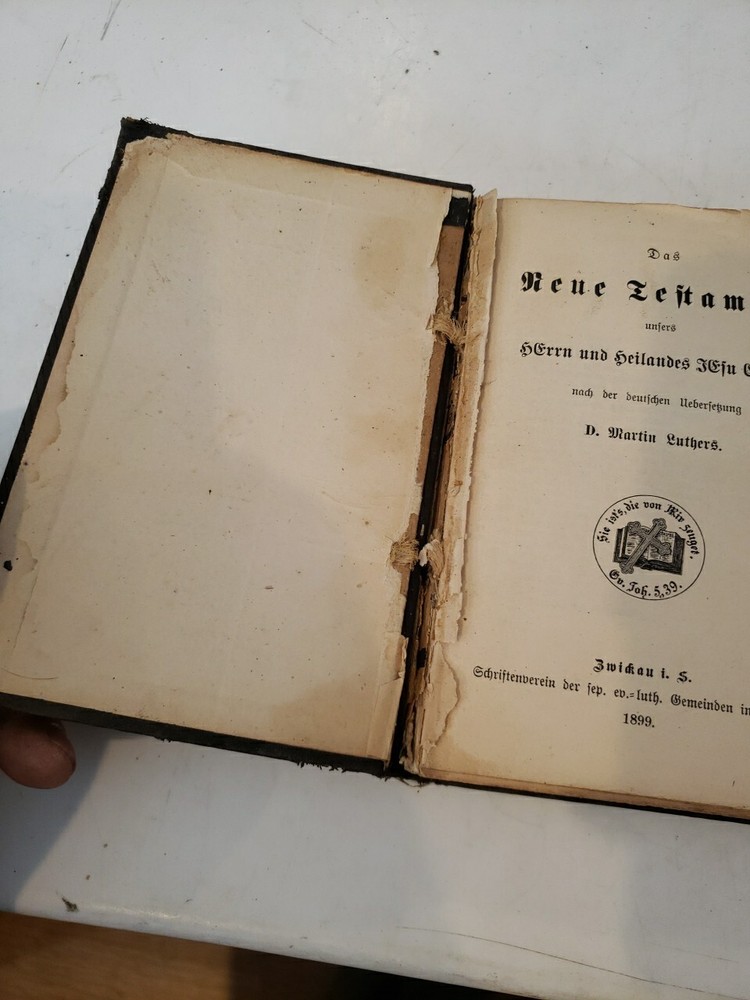 Das
Neue Testam
unsers
HErrn und Heilandes JEsu C
nach der deutschen Uebersetzung
D. Martin Luthers.
Sie ist's, die von Mir zeuget.
Ev. Joh. 5, 39.
Zwickau i. S.
Schriftenverein der sep. ev.=luth. Gemeinden in
1899.